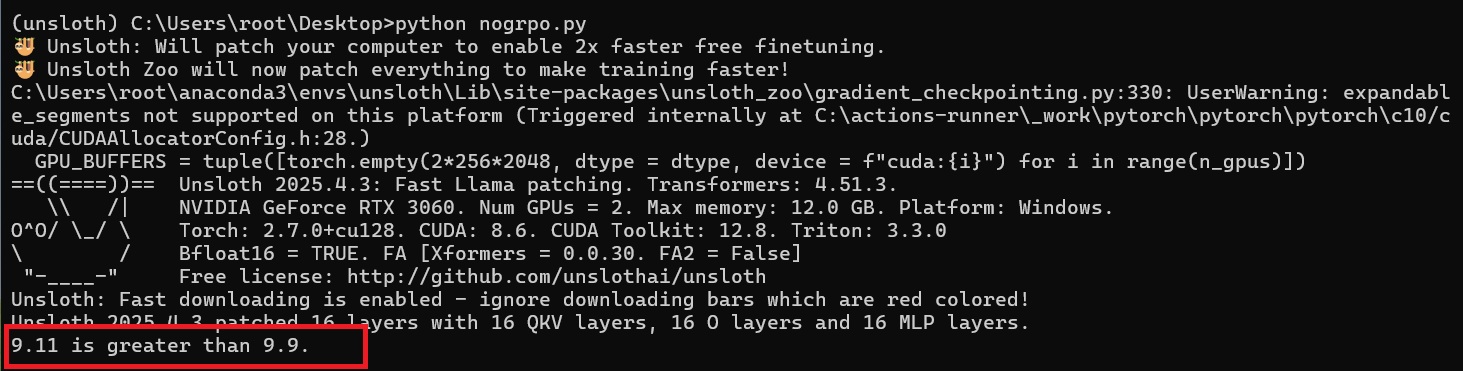 (unsloth) C:\Users\root\Desktop>python nogrpo.py
🦥 Unsloth: Will patch your computer to enable 2x faster free finetuning.
🦥 Unsloth Zoo will now patch everything to make training faster!
C:\Users\root\anaconda3\envs\unsloth\Lib\site-packages\unsloth_zoo\gradient_checkpointing.py:330: UserWarning: expandabl
e_segments not supported on this platform (Triggered internally at C:\actions-runner\_work\pytorch\pytorch\pytorch\c10/c
uda/CUDAAllocatorConfig.h:28.)
  GPU_BUFFERS = tuple([torch.empty(2*256*2048, dtype = dtype, device = f"cuda:{i}") for i in range(n_gpus)])
==((====))==  Unsloth 2025.4.3: Fast Llama patching. Transformers: 4.51.3.
   \\   /|    NVIDIA GeForce RTX 3060. Num GPUs = 2. Max memory: 12.0 GB. Platform: Windows.
O^O/ \_/ \    Torch: 2.7.0+cu128. CUDA: 8.6. CUDA Toolkit: 12.8. Triton: 3.3.0
\        /    Bfloat16 = TRUE. FA [Xformers = 0.0.30. FA2 = False]
 "-____-"     Free license: http://github.com/unslothai/unsloth
Unsloth: Fast downloading is enabled - ignore downloading bars which are red colored!
Unsloth 2025.4.3 patched 16 layers with 16 QKV layers, 16 O layers and 16 MLP layers.
9.11 is greater than 9.9.